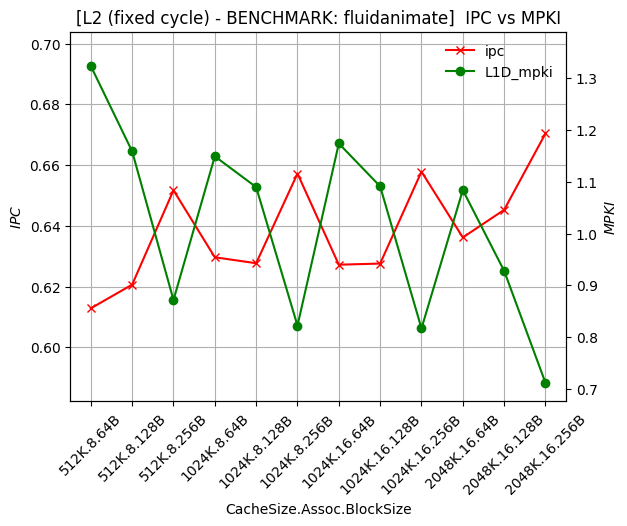 [L2 (fixed cycle) - BENCHMARK: fluidanimate]  IPC vs MPKI
ipc
L1D_mpki
0.70
0.68
0.66
0.64
0.62
0.60
IPC
1.3
1.2
1.1
1.0
0.9
0.8
0.7
MPKI
512K.8.64B
512K.8.128B
512K.8.256B
1024K.8.64B
1024K.8.128B
1024K.8.256B
1024K.16.64B
1024K.16.128B
1024K.16.256B
2048K.16.64B
2048K.16.128B
2048K.16.256B
CacheSize.Assoc.BlockSize